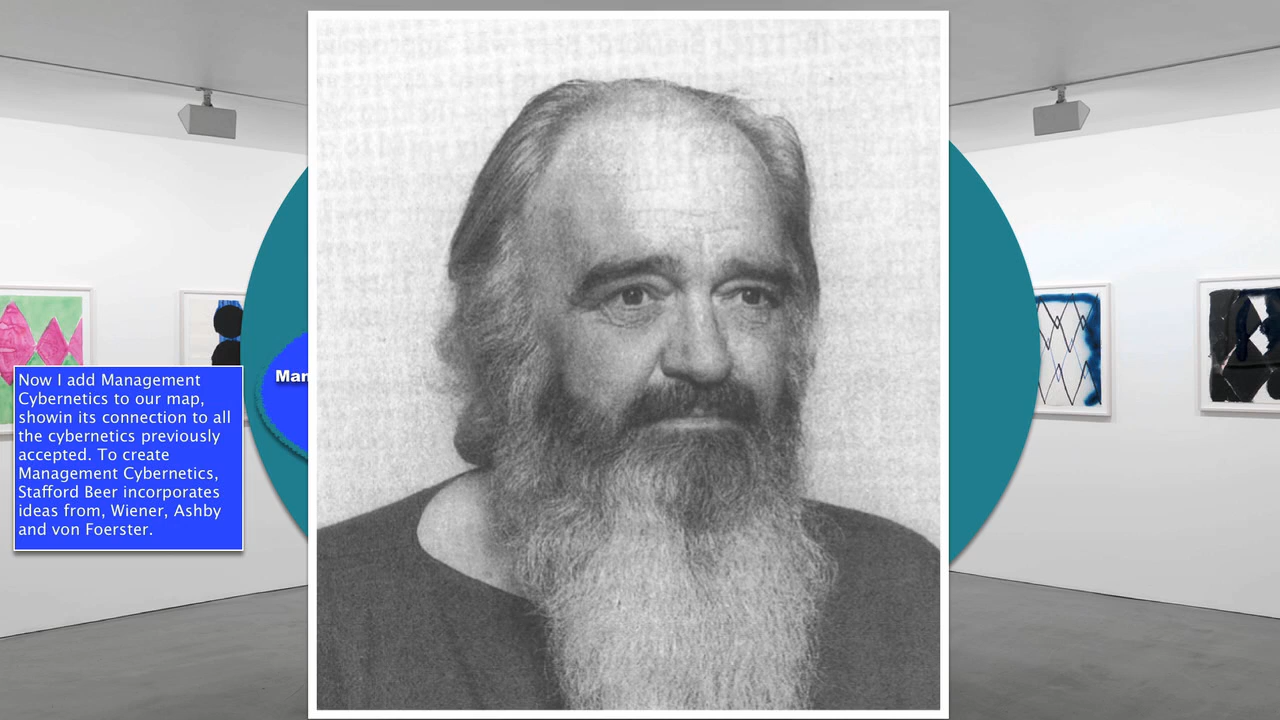 Now I add Management
Cybernetics to our map,
showin its connection to all
the cybernetics previously
accepted. To create
Management Cybernetics,
Stafford Beer incorporates
ideas from, Wiener, Ashby
and von Foerster.
Man